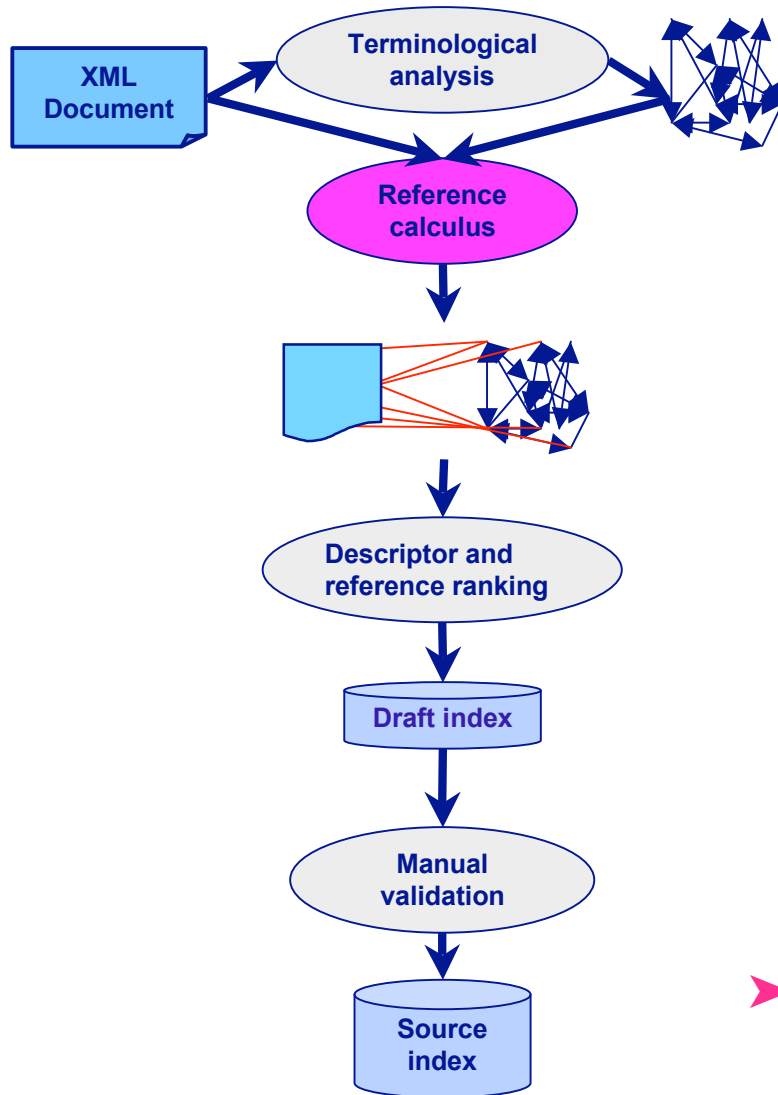 XML
Document
Terminological
analysis
Reference
calculus
Descriptor and
reference ranking
Draft index
Manual
validation
Source
index